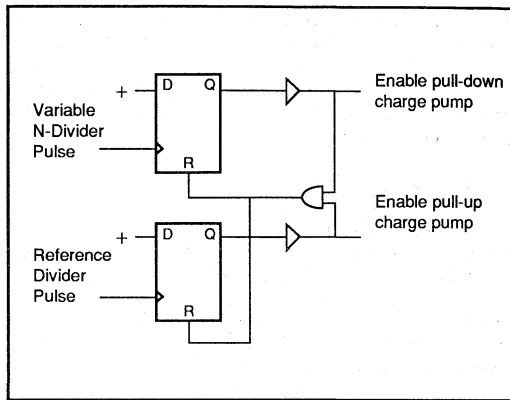 D Q
+
Enable pull-down
charge pump
Variable
N-Divider
Pulse
R
Enable pull-up
charge pump
D Q
+
Reference
Divider
Pulse
R